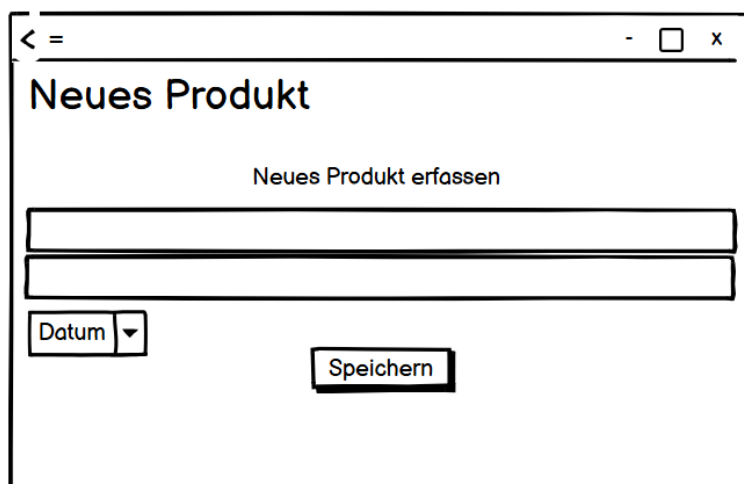 < = - x
Neues Produkt
Neues Produkt erfassen
Datum
Speichern